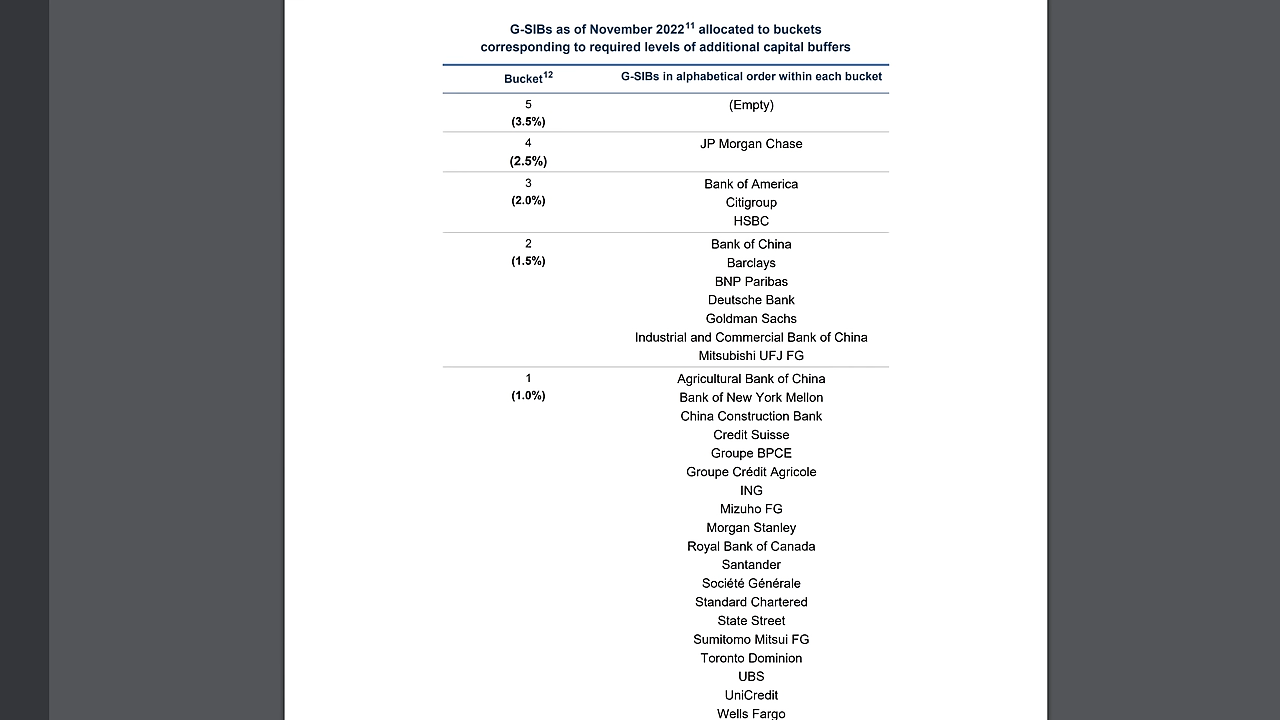 G-SIBs as of November 2022¹¹ allocated to buckets
corresponding to required levels of additional capital buffers
Bucket¹² G-SIBs in alphabetical order within each bucket
5 (Empty)
(3.5%)
4 JP Morgan Chase
(2.5%)
3 Bank of America
(2.0%) Citigroup
HSBC
2 Bank of China
(1.5%) Barclays
BNP Paribas
Deutsche Bank
Goldman Sachs
Industrial and Commercial Bank of China
Mitsubishi UFJ FG
1 Agricultural Bank of China
(1.0%) Bank of New York Mellon
China Construction Bank
Credit Suisse
Groupe BPCE
Groupe Crédit Agricole
ING
Mizuho FG
Morgan Stanley
Royal Bank of Canada
Santander
Société Générale
Standard Chartered
State Street
Sumitomo Mitsui FG
Toronto Dominion
UBS
UniCredit
Wells Fargo